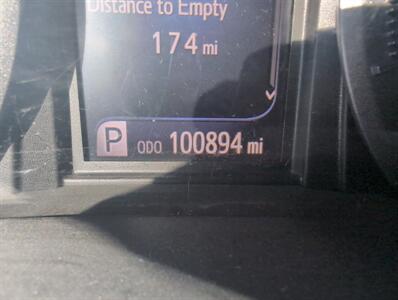 Distance to Empty
174 mi
P ODO 100894 mi